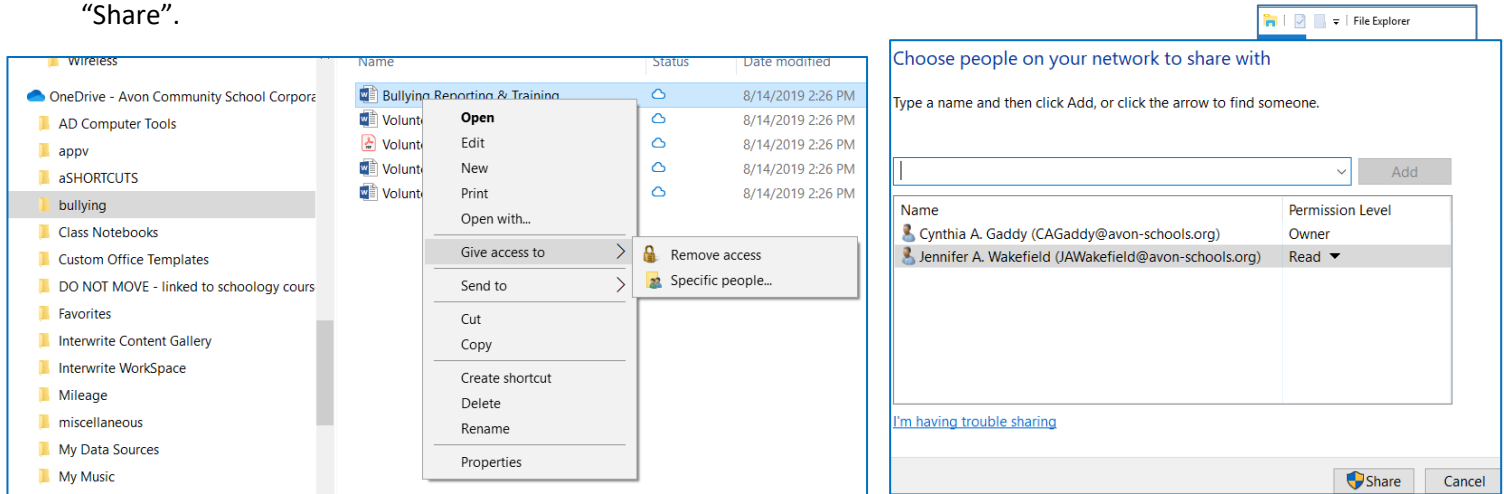 “Share”.
File Explorer
Wireless
OneDrive - Avon Community School Corpora
AD Computer Tools
appv
aSHORTCUTS
bullying
Class Notebooks
Custom Office Templates
DO NOT MOVE - linked to schoology cours
Favorites
Interwrite Content Gallery
Interwrite WorkSpace
Mileage
miscellaneous
My Data Sources
My Music
Name Status Date modified
Bullying Reporting & Training 8/14/2019 2:26 PM
Volunt 8/14/2019 2:26 PM
Volunt 8/14/2019 2:26 PM
Volunt 8/14/2019 2:26 PM
Volunt 8/14/2019 2:26 PM
Open
Edit
New
Print
Open with...
Give access to
Send to
Cut
Copy
Create shortcut
Delete
Rename
Properties
Remove access
Specific people...
Choose people on your network to share with
Type a name and then click Add, or click the arrow to find someone.
Add
Name Permission Level
Cynthia A. Gaddy (CAGaddy@avon-schools.org) Owner
Jennifer A. Wakefield (JAWakefield@avon-schools.org) Read
I'm having trouble sharing
Share Cancel